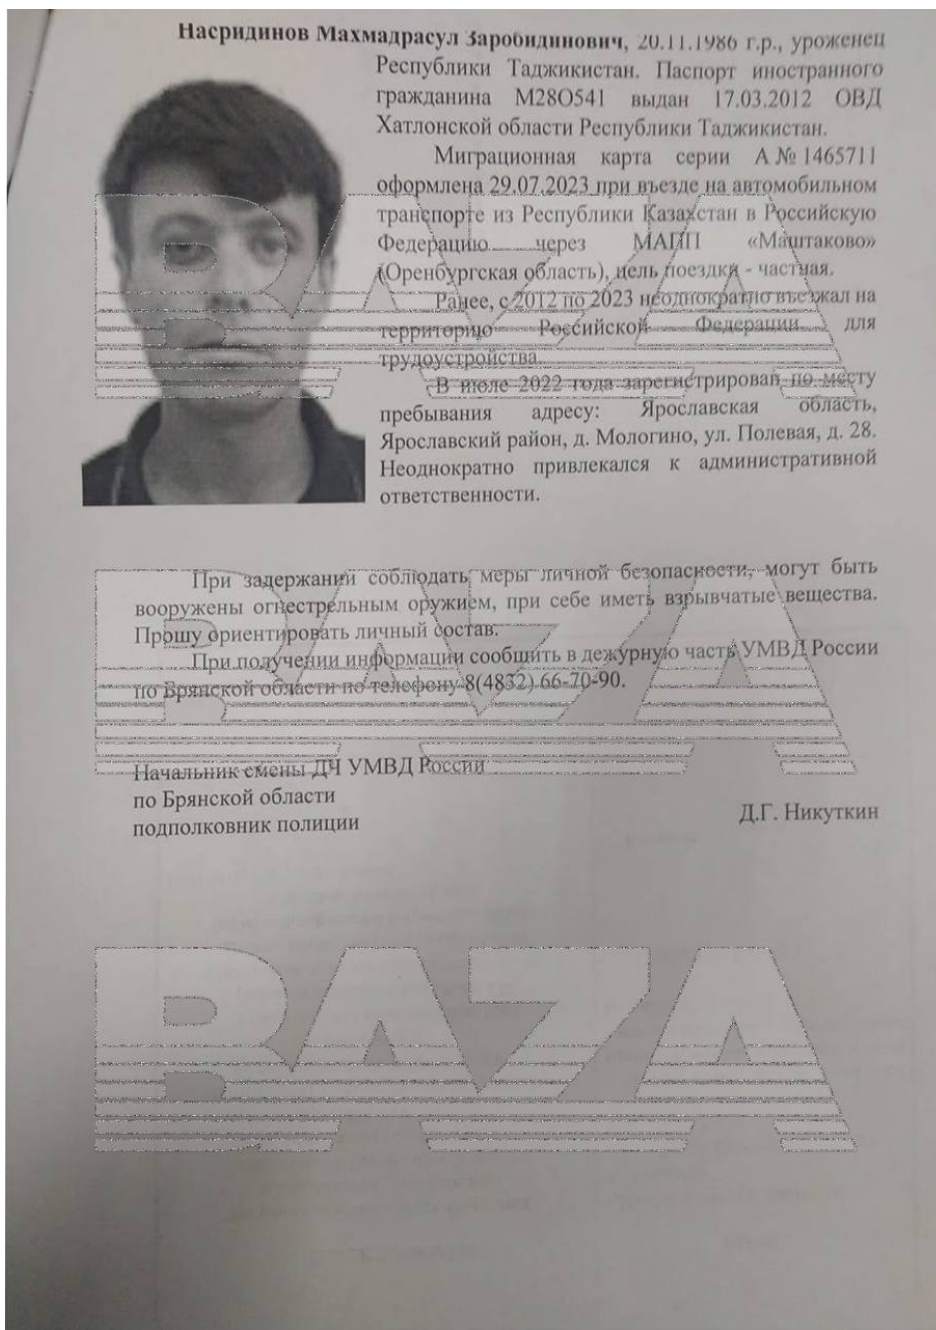 Насридинов Махмадрасул Заробидинович, 20.11.1986 г.р., уроженец
Республики Таджикистан. Паспорт иностранного
гражданина М28О541 выдан 17.03.2012 ОВД
Хатлонской области Республики Таджикистан.
Миграционная карта серии А № 1465711
оформлена 29.07.2023 при въезде на автомобильном
транспорте из Республики Казахстан в Российскую
Федерацию через МАПП «Маштаково»
(Оренбургская область), цель поездки - частная.
Ранее, с 2012 по 2023 неоднократно въезжал на
территорию Российской Федерации для
трудоустройства.
В июле 2022 года зарегистрирован по месту
пребывания адресу: Ярославская область,
Ярославский район, д. Мологино, ул. Полевая, д. 28.
Неоднократно привлекался к административной
ответственности.
При задержании соблюдать меры личной безопасности, могут быть
вооружены огнестрельным оружием, при себе иметь взрывчатые вещества.
Прошу ориентировать личный состав.
При получении информации сообщить в дежурную часть УМВД России
по Брянской области по телефону 8(4832) 66-70-90.
Начальник смены ДЧ УМВД России
по Брянской области
подполковник полиции Д.Г. Никуткин
BAZA
BAZA
BAZA